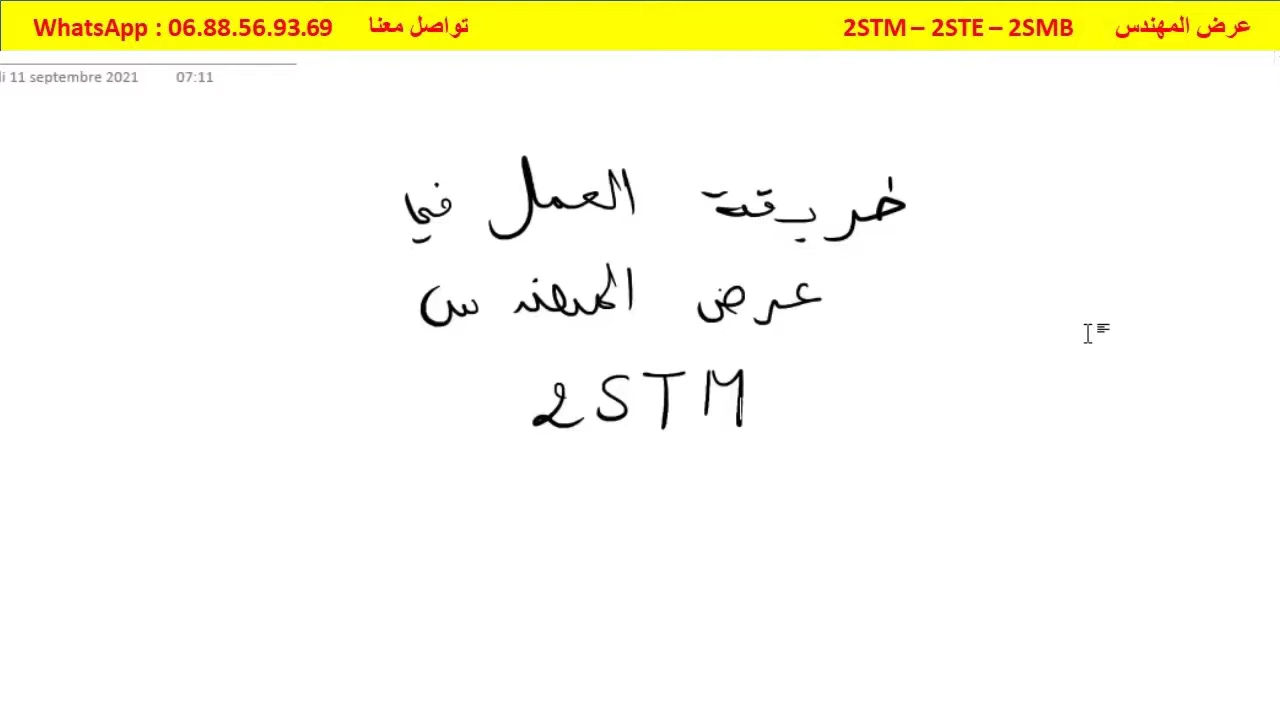 عرض المهندس 2STM – 2STE – 2SMB تواصل معنا WhatsApp : 06.88.56.93.69
i 11 septembre 2021 07:11
طريقة العمل في
عرض المهندس
2STM